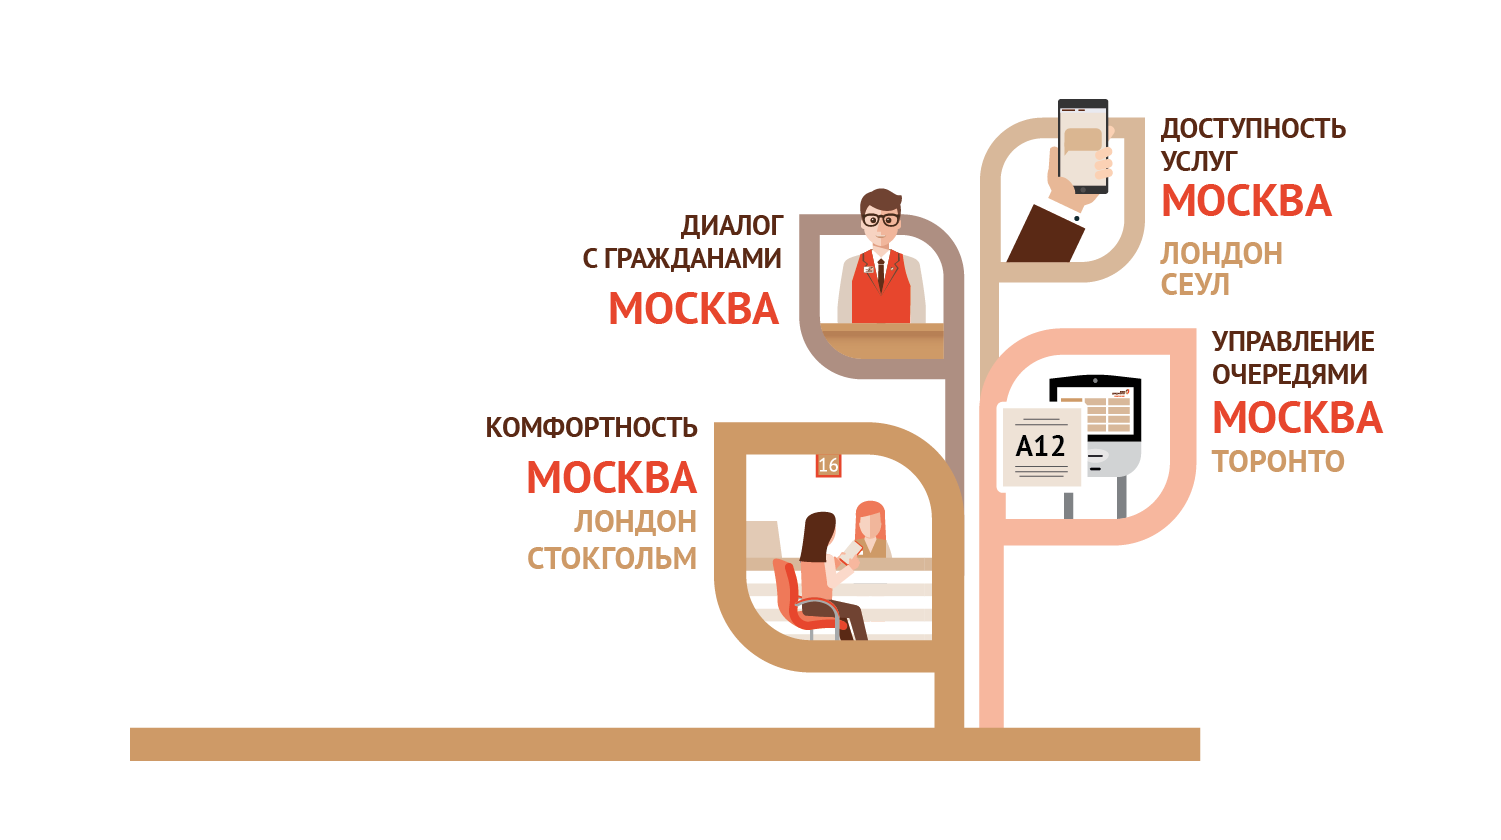 ДОСТУПНОСТЬ
УСЛУГ
МОСКВА
ЛОНДОН
СЕУЛ
ДИАЛОГ
С ГРАЖДАНАМИ
МОСКВА
УПРАВЛЕНИЕ
ОЧЕРЕДЯМИ
МОСКВА
ТОРОНТО
A12
КОМФОРТНОСТЬ
МОСКВА
ЛОНДОН
СТОКГОЛЬМ
16